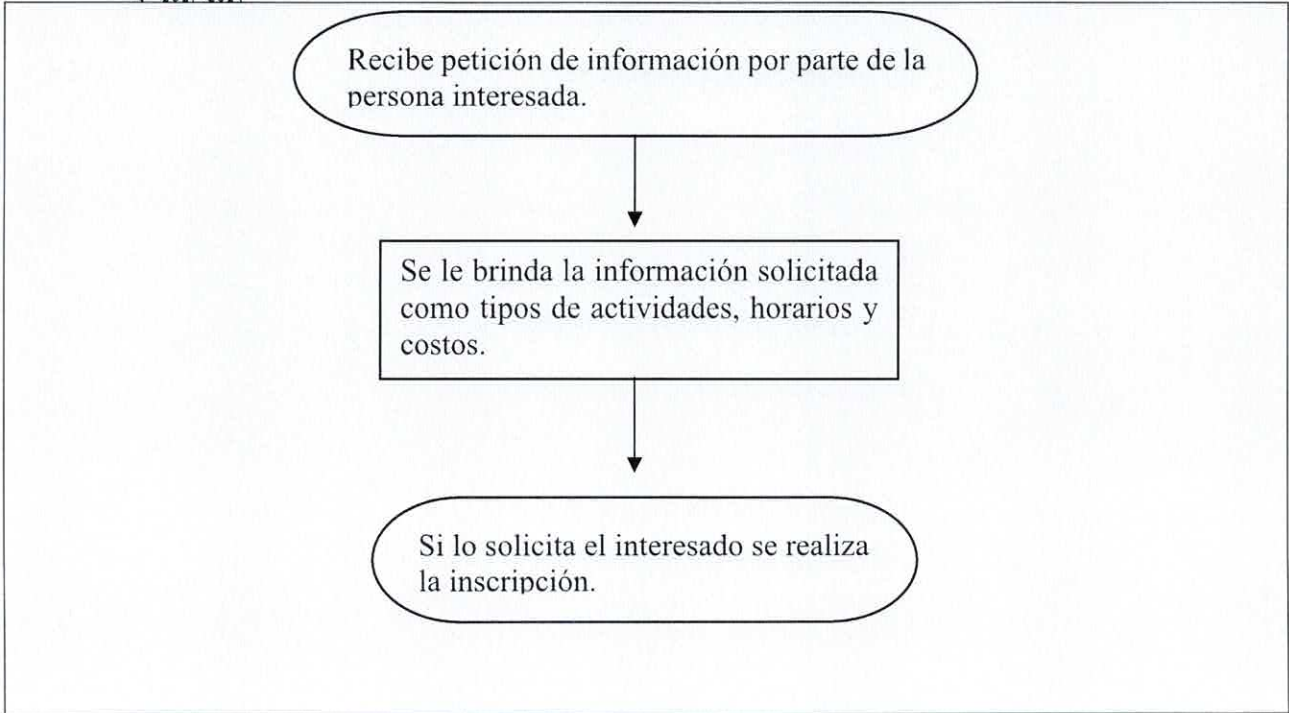 Recibe petición de información por parte de la
persona interesada.
Se le brinda la información solicitada
como tipos de actividades, horarios y
costos.
Si lo solicita el interesado se realiza
la inscripción.